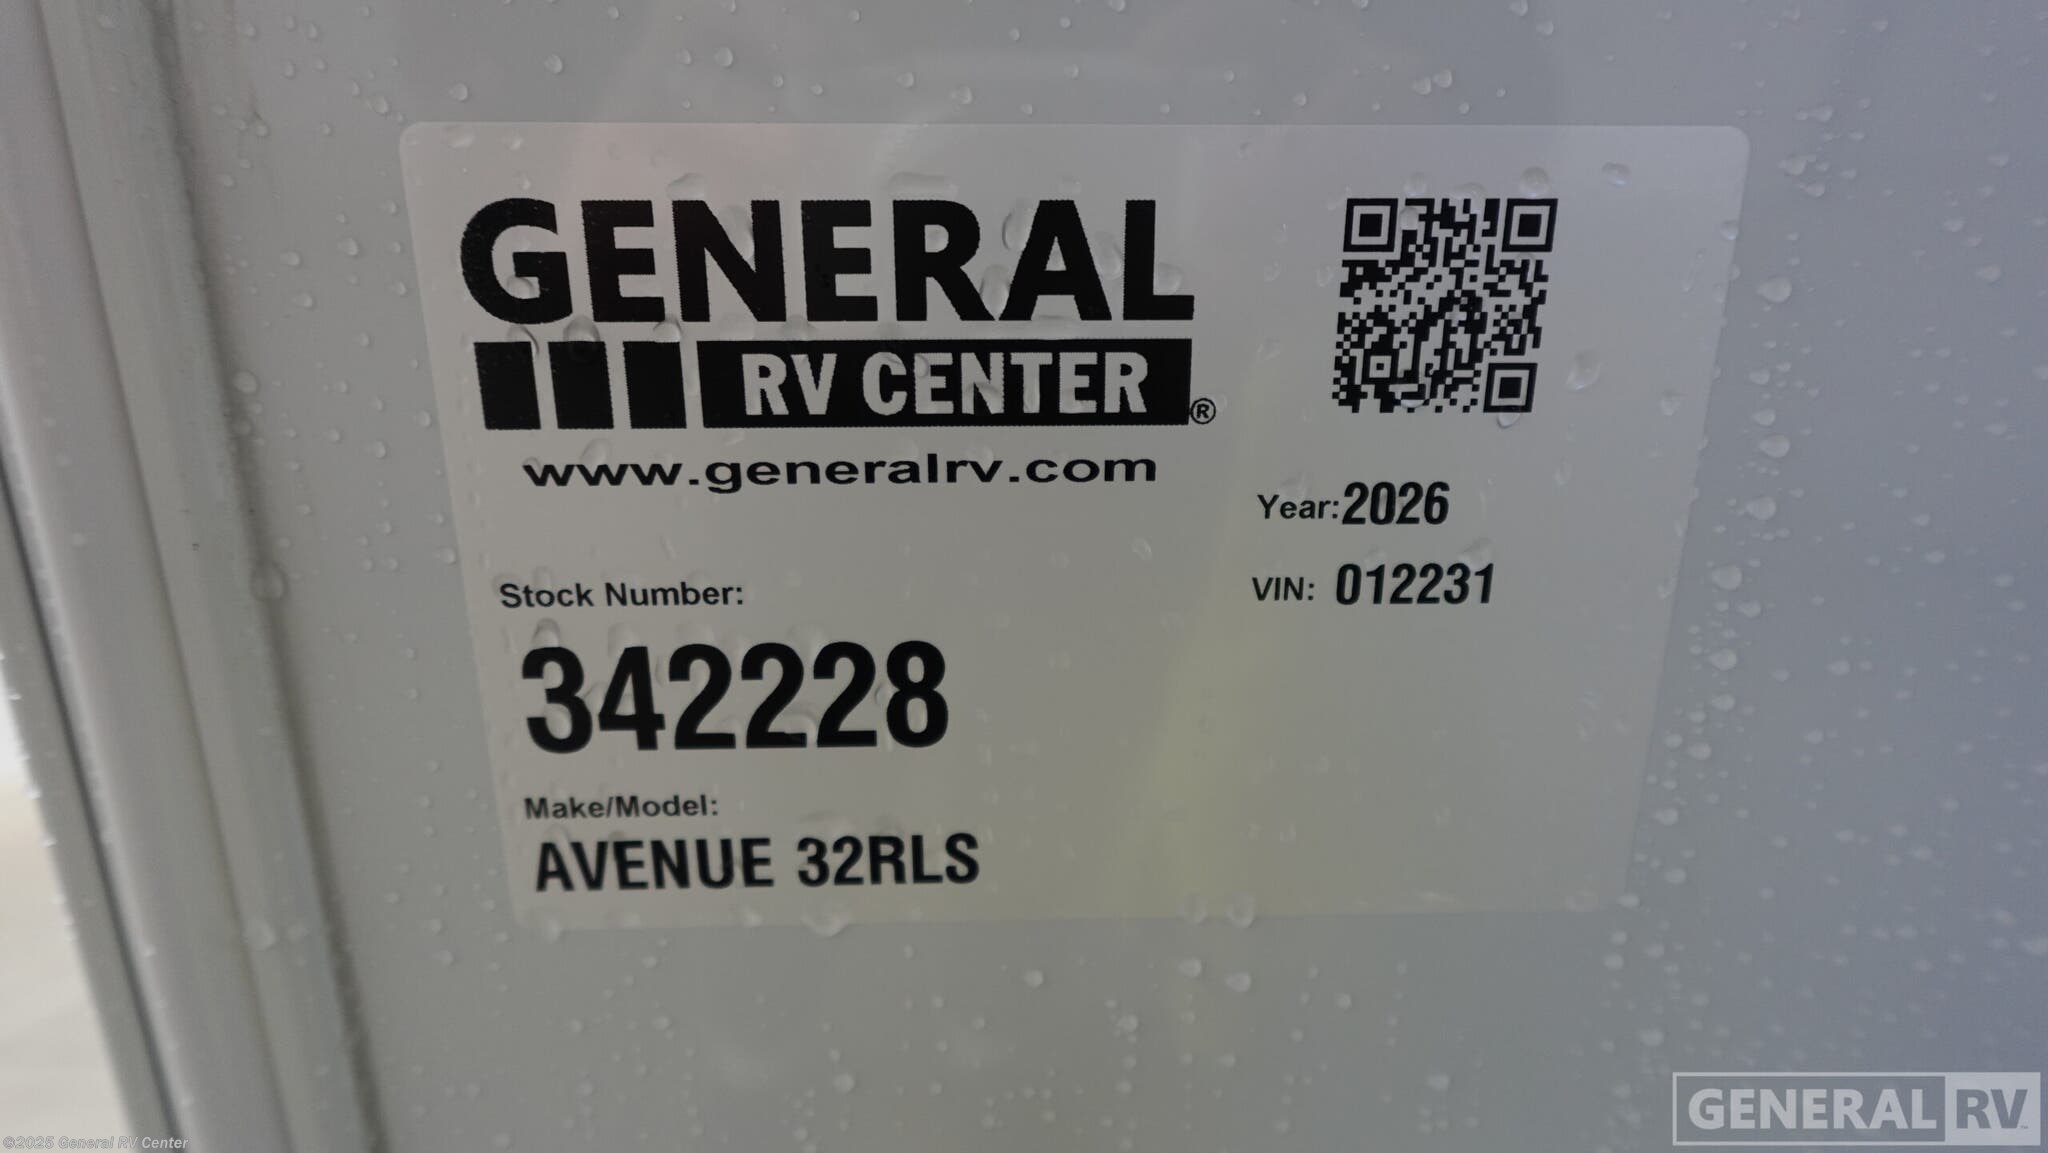 GENERAL
RV CENTER®
www.generalrv.com
Year: 2026
VIN: 012231
Stock Number:
342228
Make/Model:
AVENUE 32RLS
GENERAL RV™
©2025 General RV Center